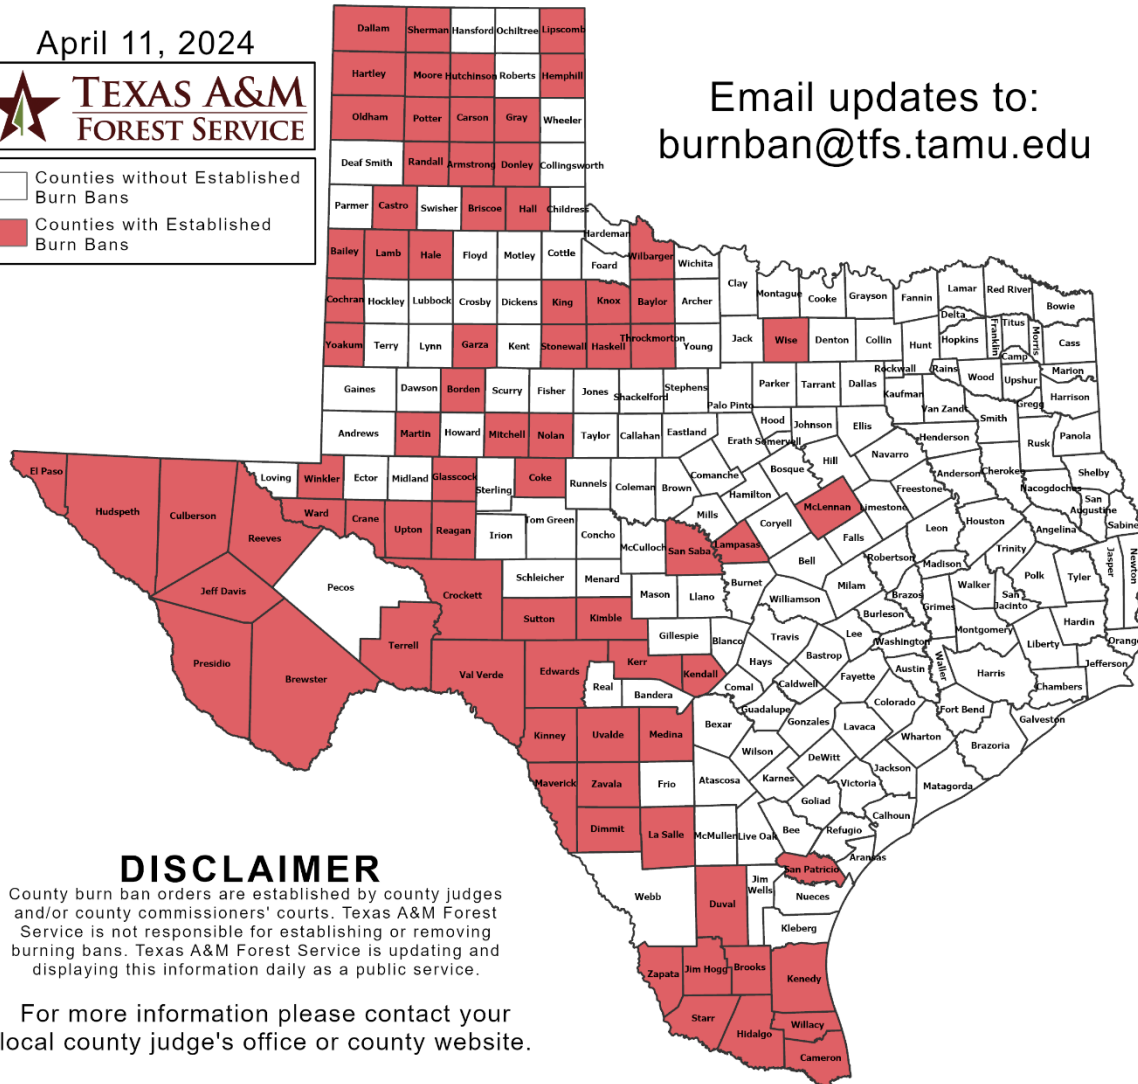 April 11, 2024
TEXAS A&M
FOREST SERVICE
Counties without Established
Burn Bans
Counties with Established
Burn Bans
Email updates to:
burnban@tfs.tamu.edu
Dallam Sherman Hansford Ochiltree Lipscomb
Hartley Moore Hutchinson Roberts Hemphill
Oldham Potter Carson Gray Wheeler
Deaf Smith Randall Armstrong Donley Collingsworth
Parmer Castro Swisher Briscoe Hall Childress
Hardeman
Bailey Lamb Hale Floyd Motley Cottle Foard Wilbarger Wichita
Clay Montague Cooke Grayson Fannin Lamar Red River Bowie
Cochran Hockley Lubbock Crosby Dickens King Knox Baylor Archer
Delta Titus Franklin Morris
Yoakum Terry Lynn Garza Kent Stonewall Haskell Throckmorton Young Jack Wise Denton Collin Hunt Hopkins Camp Cass
Rockwall Rains Wood Upshur Marion
Gaines Dawson Borden Scurry Fisher Jones Shackelford Stephens Palo Pinto Parker Tarrant Dallas Kaufman Van Zandt Smith Gregg Harrison
Andrews Martin Howard Mitchell Nolan Taylor Callahan Eastland Erath Hood Somervell Johnson Ellis Henderson Rusk Panola
El Paso Hudspeth Culberson Reeves Loving Winkler Ector Midland Glasscock Sterling Coke Runnels Coleman Brown Comanche Hamilton Bosque Hill Navarro Freestone Anderson Cherokee Nacogdoches Shelby
San
Augustine Sabine
Ward Crane Upton Reagan Irion Tom Green Concho McCulloch San Saba Mills Lampasas Coryell McLennan Limestone Falls Leon Houston Angelina
Jeff Davis Pecos Crockett Schleicher Menard Mason Llano Burnet Bell Milam Robertson Madison Trinity Polk Tyler Jasper Newton
Williamson Burleson Brazos Grimes Walker
San
Jacinto
Presidio Brewster Terrell Val Verde Sutton Kimble Gillespie Blanco Travis Lee Washington Montgomery Liberty Hardin Orange
Edwards Kerr Kendall Real Bandera Comal Hays Bastrop Caldwell Fayette Austin Waller Harris Chambers Jefferson
Kinney Uvalde Medina Bexar Guadalupe Gonzales Lavaca Colorado Fort Bend Wharton Brazoria Galveston
Maverick Zavala Frio Atascosa Wilson Karnes DeWitt Victoria Jackson Matagorda
Dimmit La Salle McMullen Live Oak Bee Goliad Refugio Calhoun Aransas
Webb Duval
Jim
Wells
San Patricio
Nueces
Kleberg
Zapata Jim Hogg Brooks Kenedy
Starr Hidalgo Willacy
Cameron
DISCLAIMER
County burn ban orders are established by county judges
and/or county commissioners' courts. Texas A&M Forest
Service is not responsible for establishing or removing
burning bans. Texas A&M Forest Service is updating and
displaying this information daily as a public service.
For more information please contact your
local county judge's office or county website.